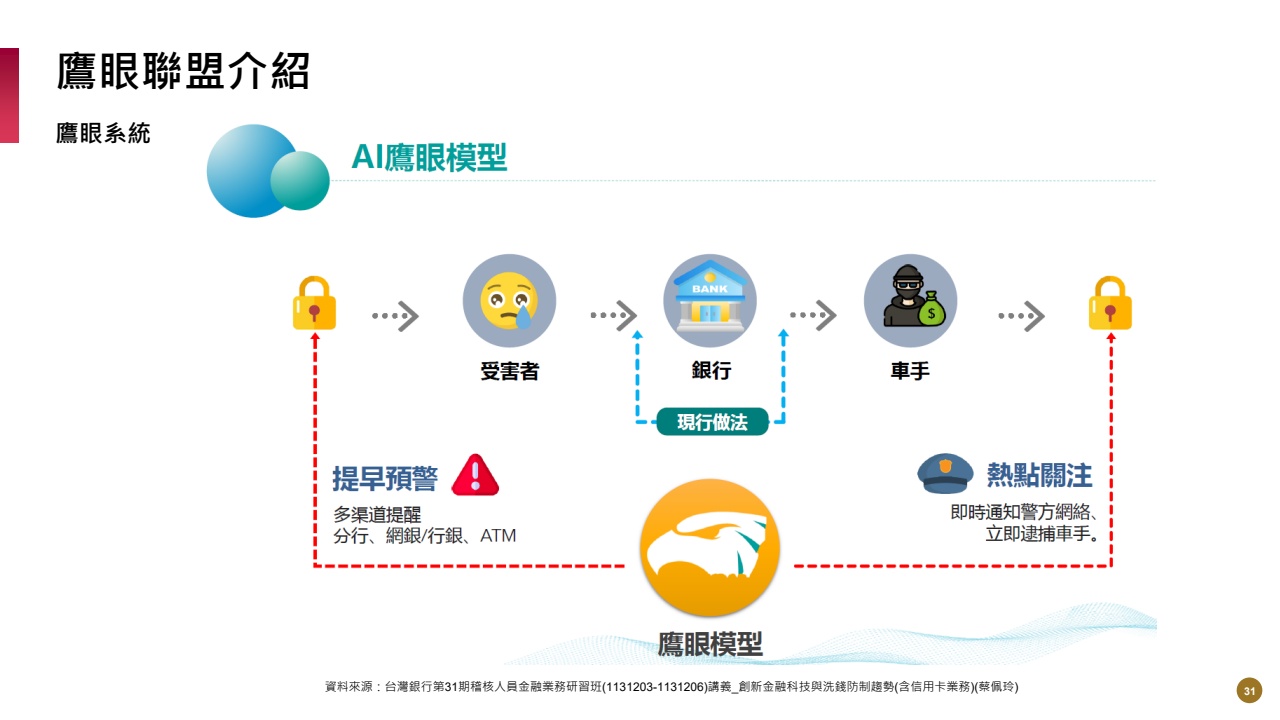 鷹眼聯盟介紹
鷹眼系統
AI鷹眼模型
BANK
$
受害者
銀行
車手
現行做法
提早預警
多渠道提醒
分行、網銀/行銀、ATM
熱點關注
即時通知警方網絡、
立即逮捕車手。
鷹眼模型
資料來源：台灣銀行第31期稽核人員金融業務研習班(1131203-1131206)講義_創新金融科技與洗錢防制趨勢(含信用卡業務)(蔡佩玲)
31